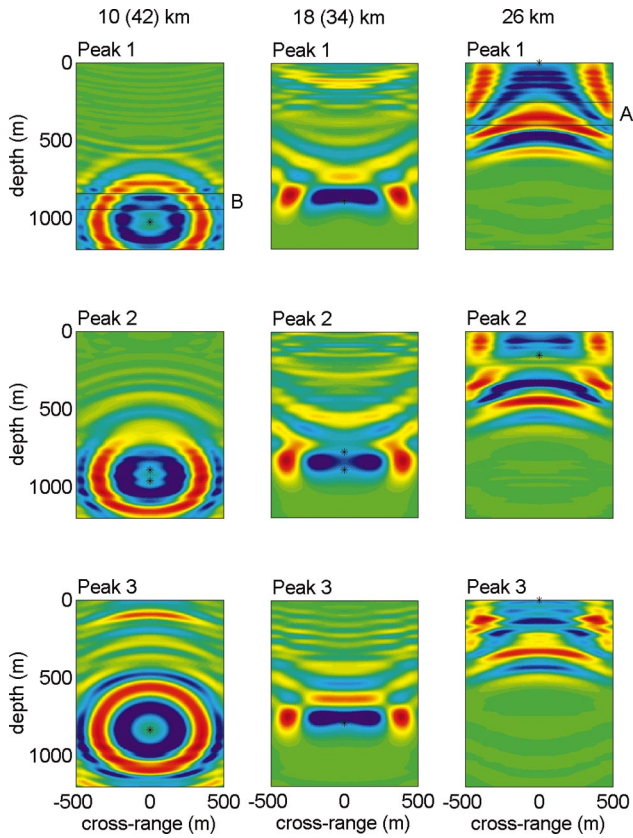 10 (42) km
18 (34) km
26 km
Peak 1
Peak 1
Peak 1
0
500
1000
depth (m)
A
B
Peak 2
Peak 2
Peak 2
0
500
1000
depth (m)
Peak 3
Peak 3
Peak 3
0
500
1000
depth (m)
-500 0 500
-500 0 500
-500 0 500
cross-range (m)
cross-range (m)
cross-range (m)